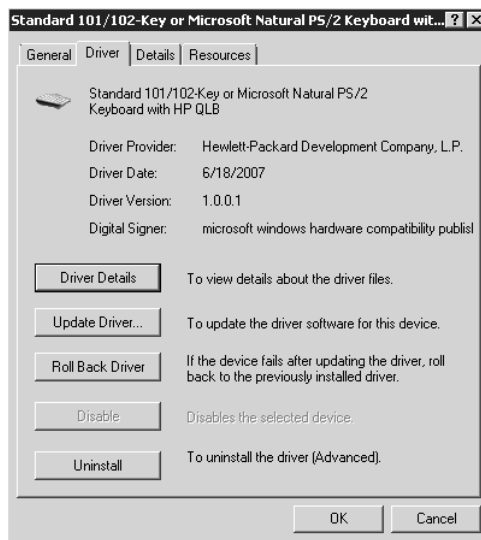 Standard 101/102-Key or Microsoft Natural PS/2 Keyboard wit...
General Driver Details Resources
Standard 101/102-Key or Microsoft Natural PS/2
Keyboard with HP QLB
Driver Provider: Hewlett-Packard Development Company, L.P.
Driver Date: 6/18/2007
Driver Version: 1.0.0.1
Digital Signer: microsoft windows hardware compatibility publisl
Driver Details To view details about the driver files.
Update Driver... To update the driver software for this device.
Roll Back Driver If the device fails after updating the driver, roll
back to the previously installed driver.
Disable Disables the selected device.
Uninstall To uninstall the driver (Advanced).
OK Cancel